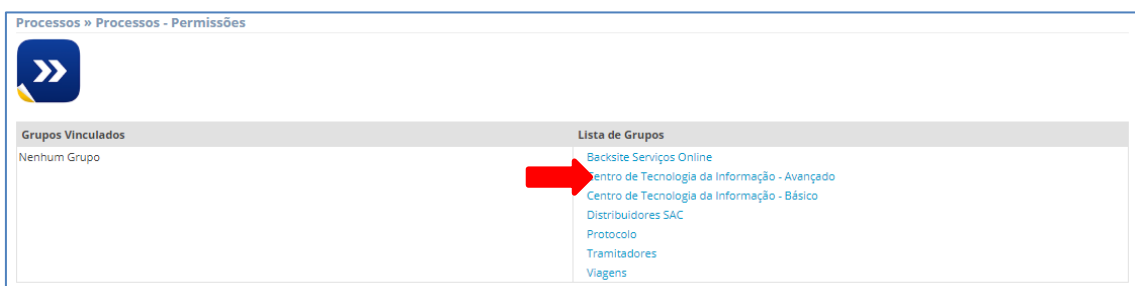 Processos » Processos - Permissões
Grupos Vinculados
Lista de Grupos
Nenhum Grupo
Backsite Serviços Online
Centro de Tecnologia da Informação - Avançado
Centro de Tecnologia da Informação - Básico
Distribuidores SAC
Protocolo
Tramitadores
Viagens